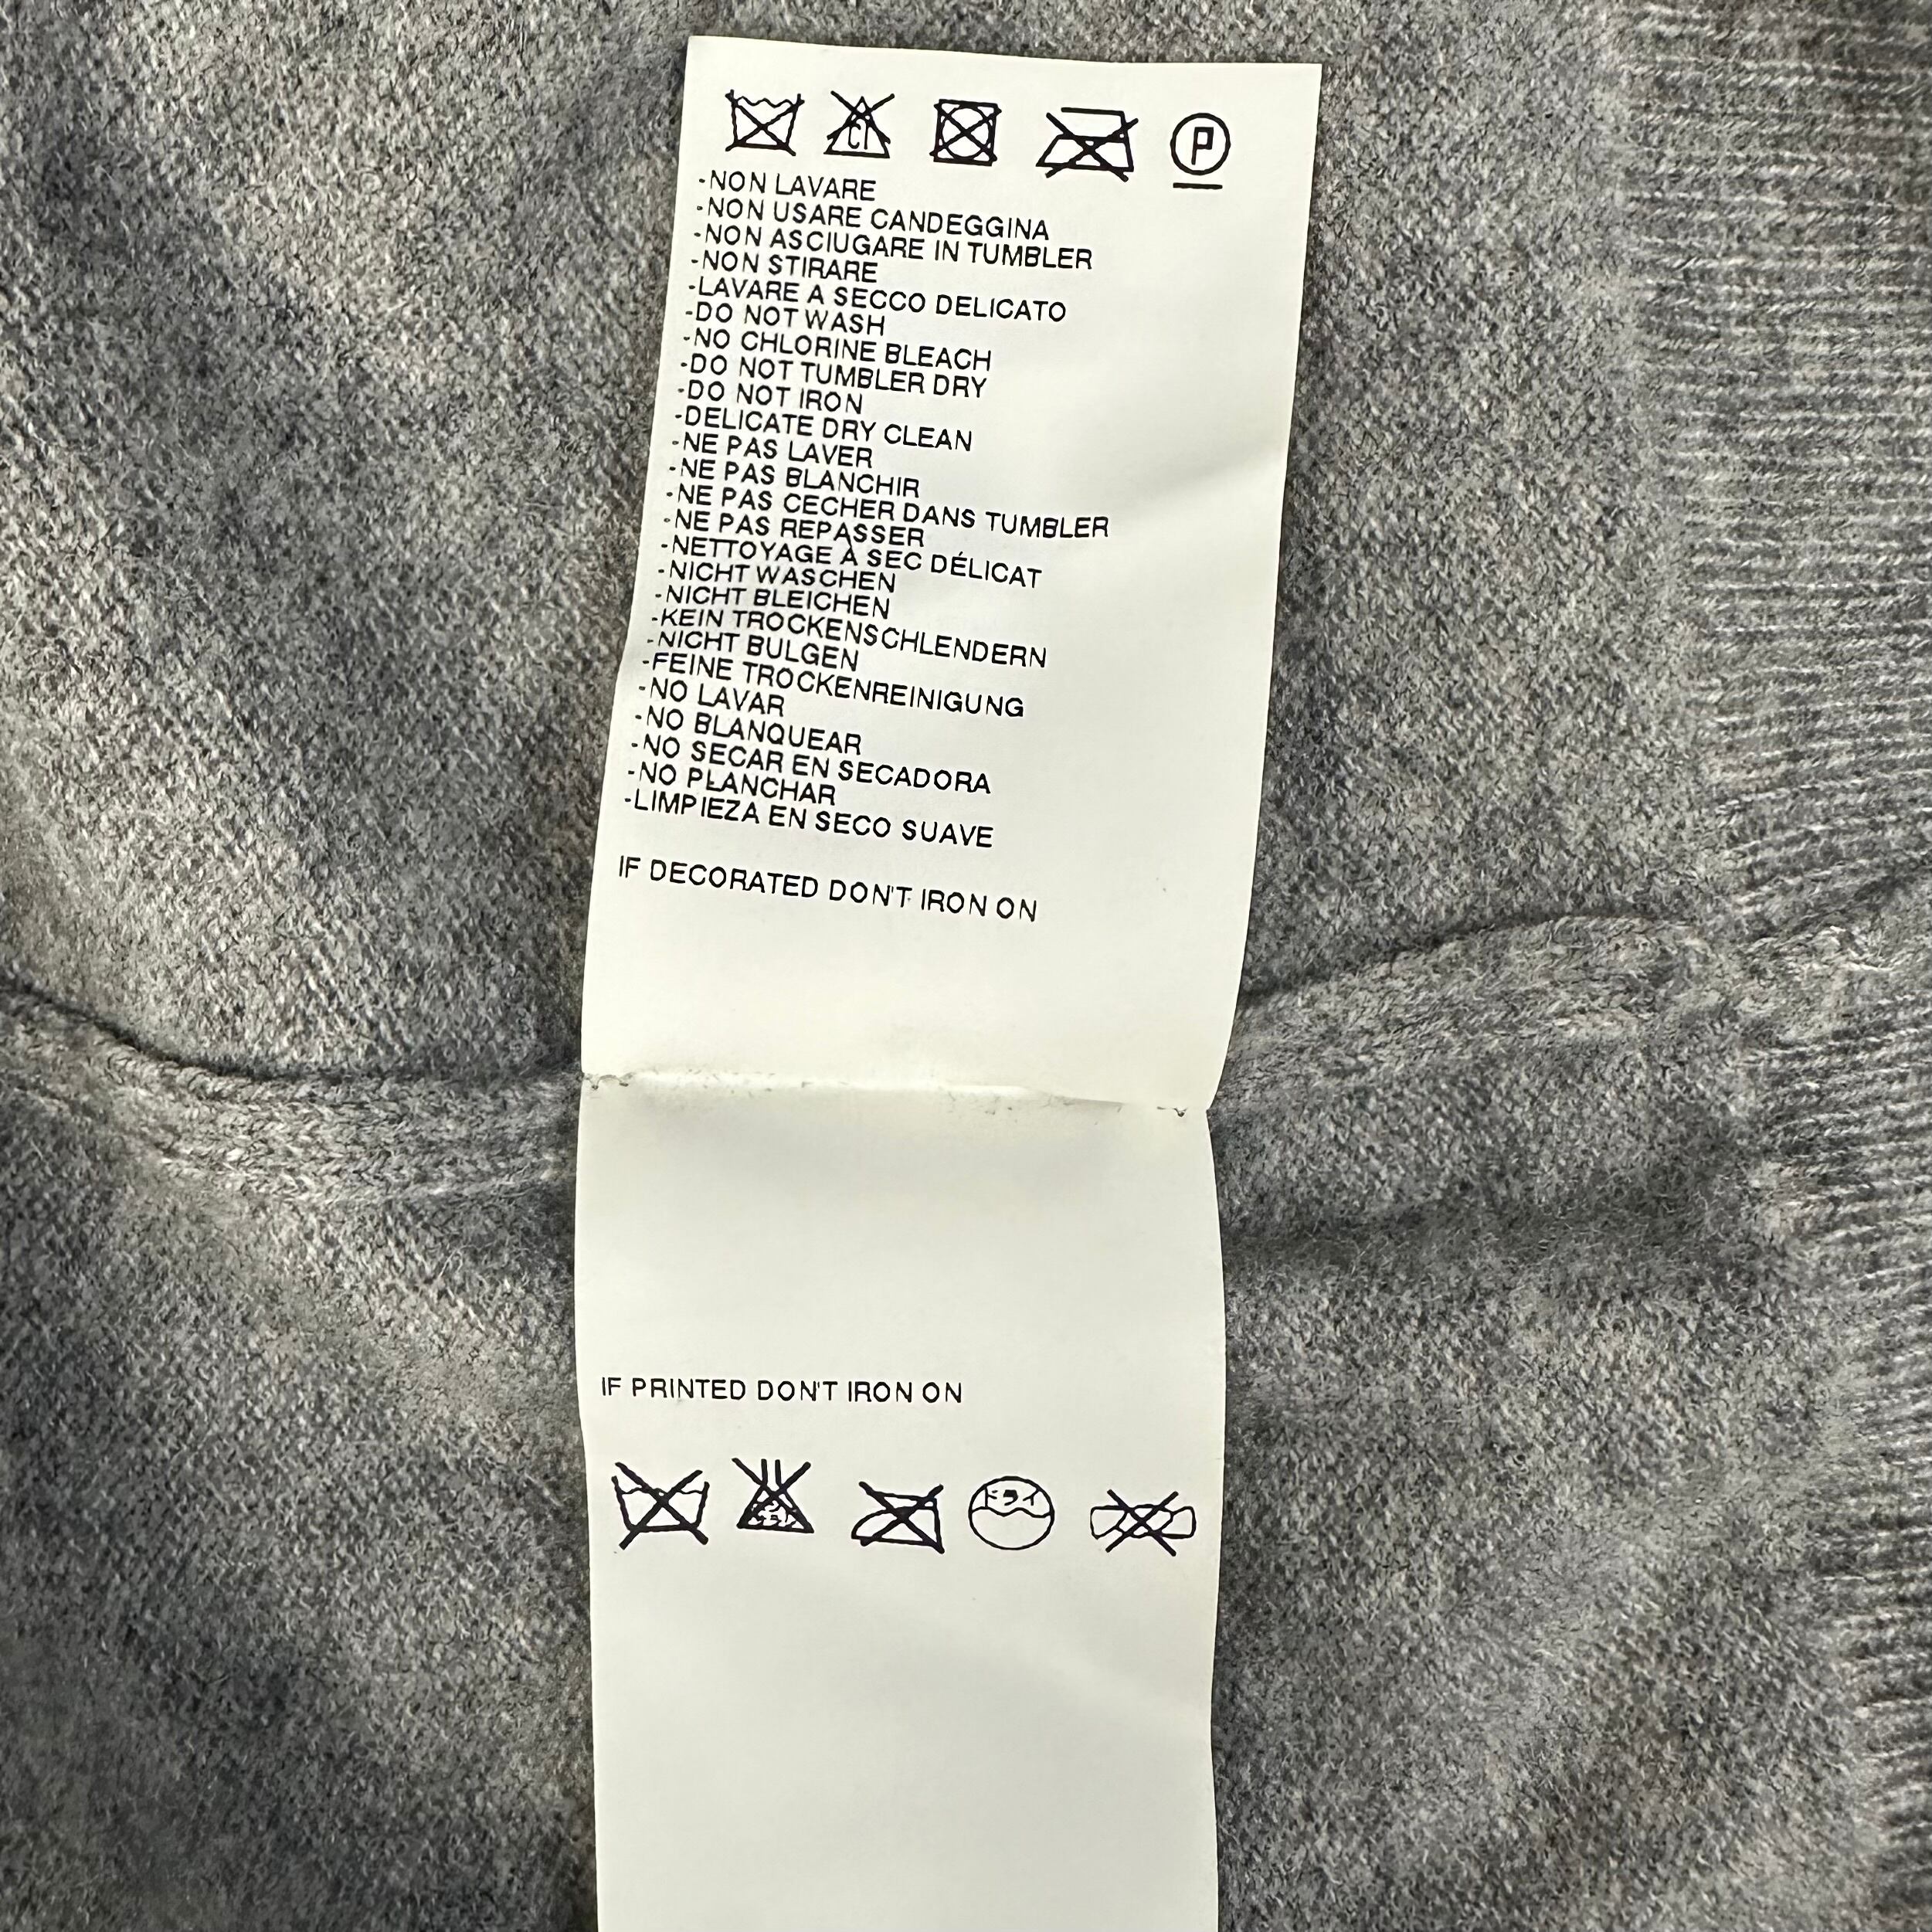 CL
P
-NON LAVARE
-NON USARE CANDEGGINA
-NON ASCIUGARE IN TUMBLER
-NON STIRARE
-LAVARE A SECCO DELICATO
-DO NOT WASH
-NO CHLORINE BLEACH
-DO NOT TUMBLER DRY
-DO NOT IRON
-DELICATE DRY CLEAN
-NE PAS LAVER
-NE PAS BLANCHIR
-NE PAS CECHER DANS TUMBLER
-NE PAS REPASSER
-NETTOYAGE À SEC DÉLICAT
-NICHT WASCHEN
-NICHT BLEICHEN
-KEIN TROCKENSCHLENDERN
-NICHT BULGEN
-FEINE TROCKENREINIGUNG
-NO LAVAR
-NO BLANQUEAR
-NO SECAR EN SECADORA
-NO PLANCHAR
-LIMPIEZA EN SECO SUAVE
IF DECORATED DON'T IRON ON
IF PRINTED DON'T IRON ON
ドライ